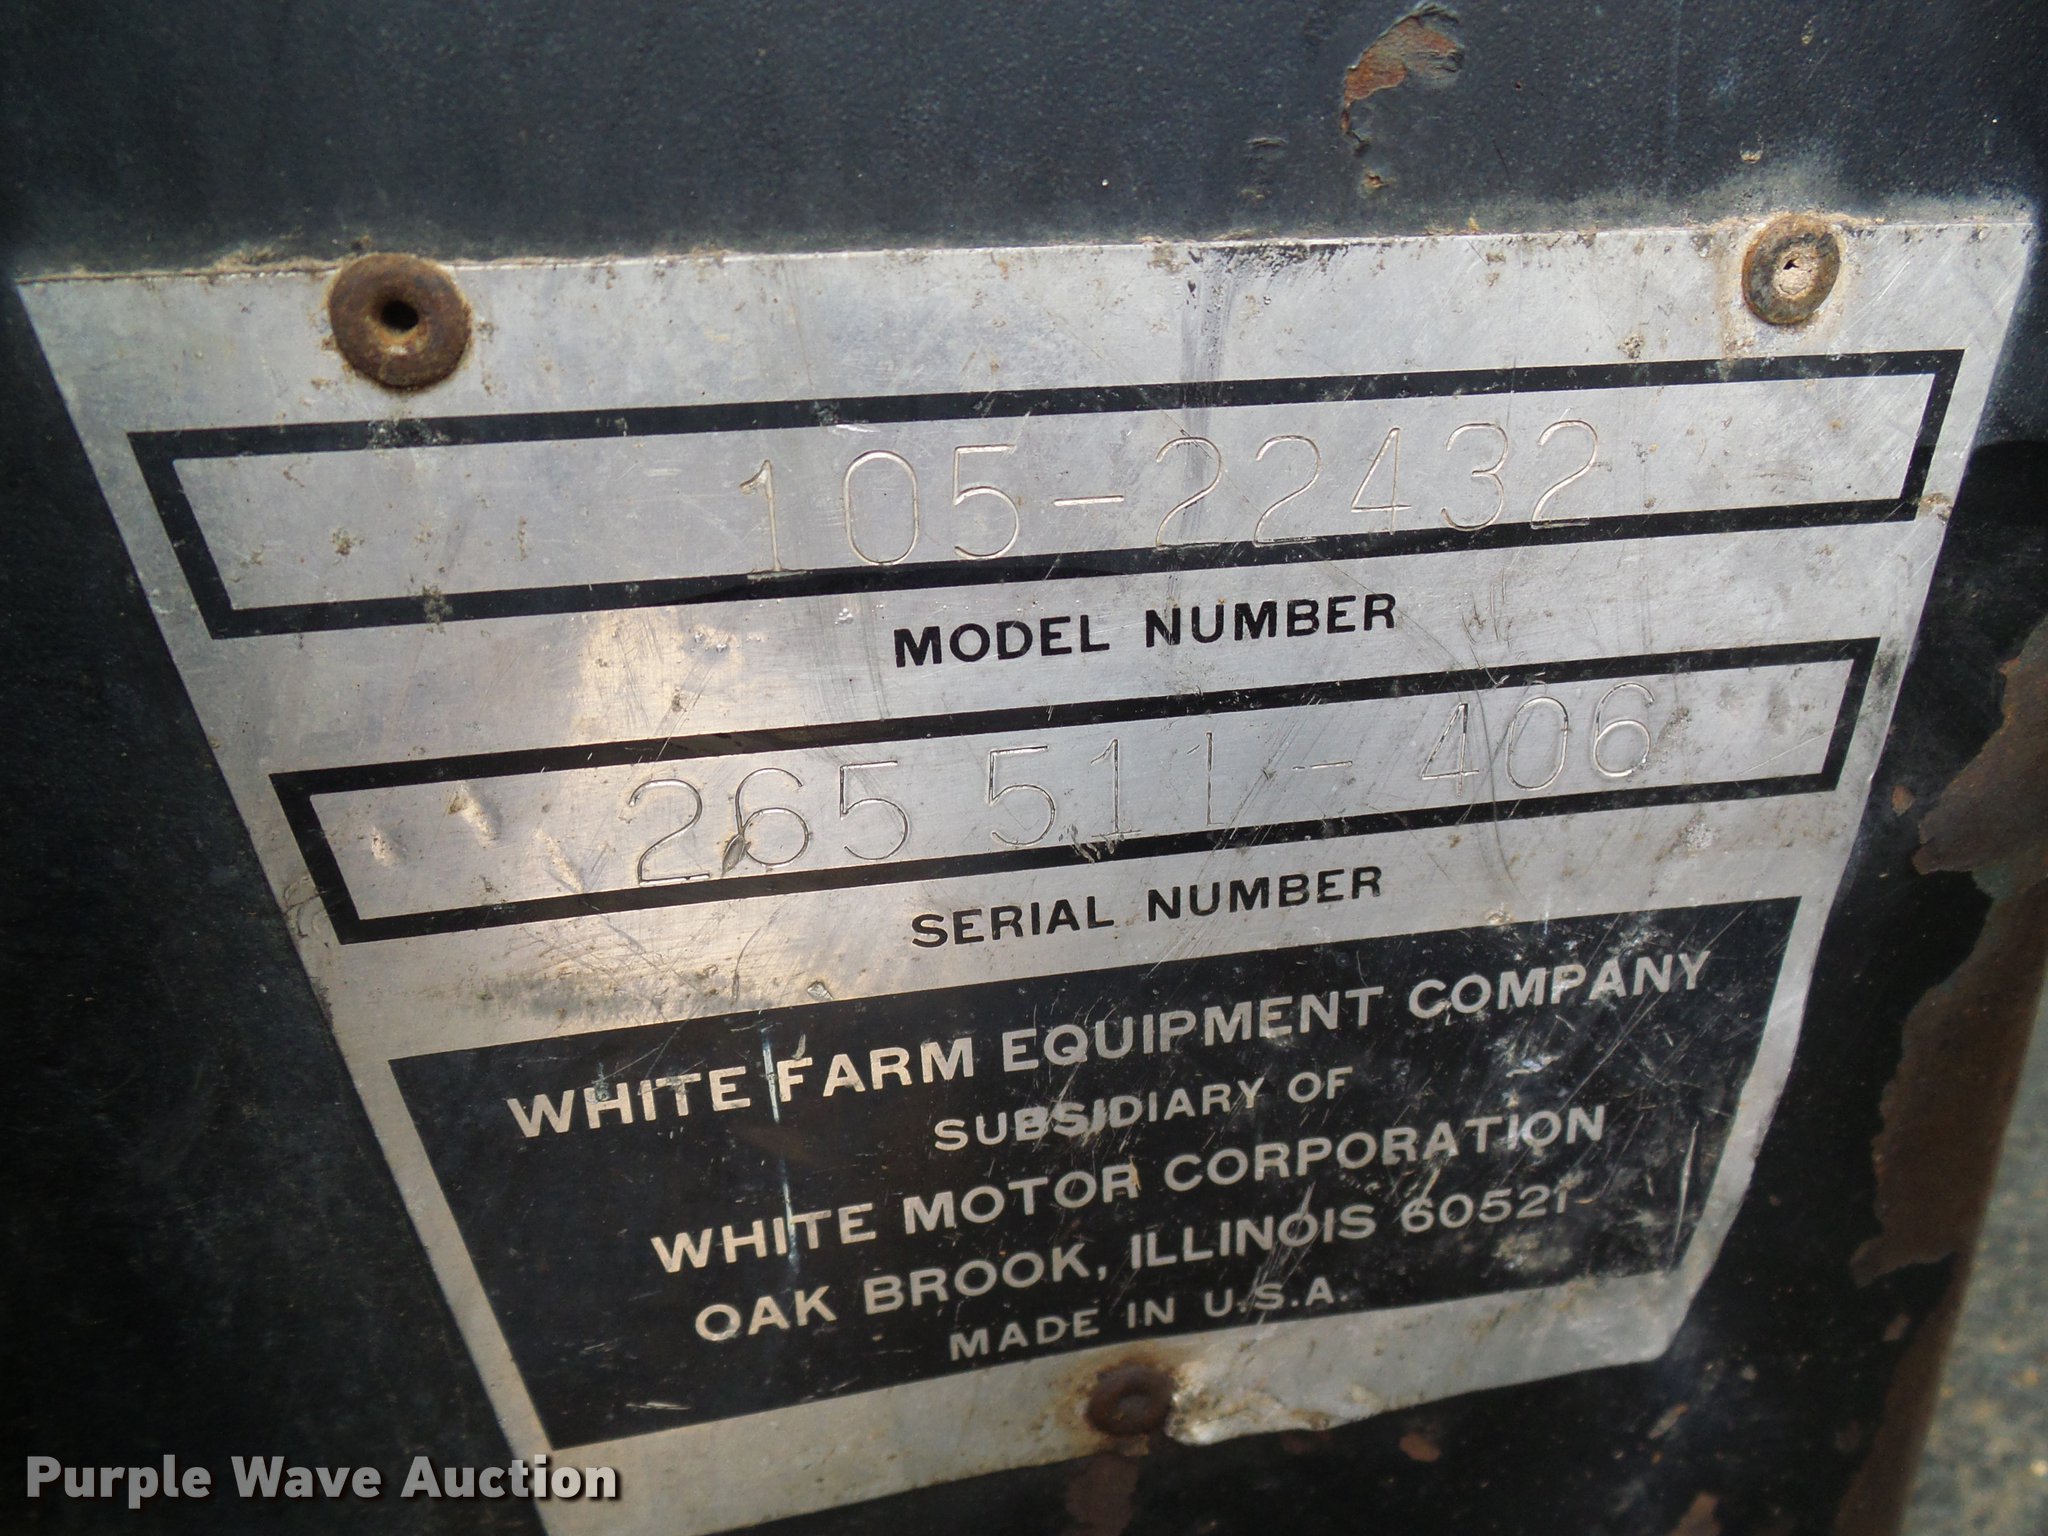 105-22432
MODEL NUMBER
265 511-406
SERIAL NUMBER
WHITE FARM EQUIPMENT COMPANY
SUBSIDIARY OF
WHITE MOTOR CORPORATION
OAK BROOK, ILLINOIS 60521
MADE IN U.S.A.
Purple Wave Auction